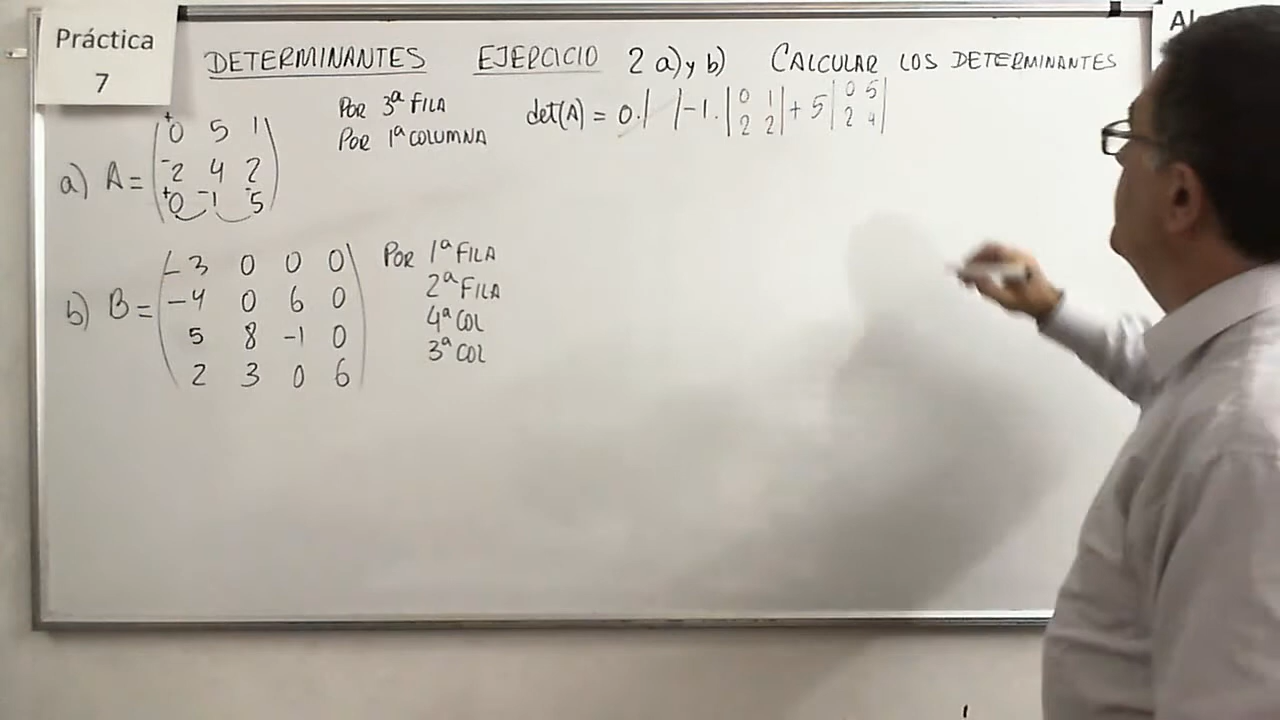 Práctica
7
DETERMINANTES EJERCICIO 2 a) y b) CALCULAR LOS DETERMINANTES
POR 3ª FILA
POR 1ª COLUMNA
det(A) = 0.| |-1.|0 1
2 2| + 5|0 5
2 4|
a) A = (0 5 1
2 4 2
0 -1 5)
b) B = (3 0 0 0
-4 0 6 0
5 8 -1 0
2 3 0 6)
POR 1ª FILA
2ª FILA
4ª COL
3ª COL